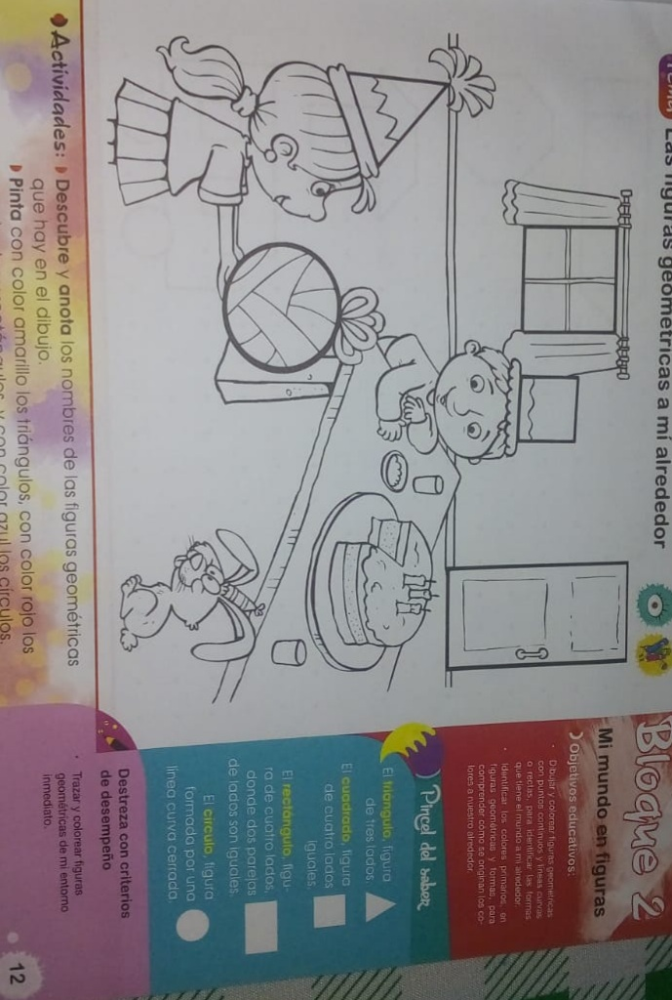 Las figuras geométricas a mí alrededor
Bloque 2
Mi mundo en figuras
Objetivos educativos:
• Dibujar y colorear figuras geométricas
con puntos continuos y líneas curvas
o rectas, para identificar las formas
que tiene el mundo a mi alrededor.
• Identificar los colores primarios, en
figuras geométricas y formas, para
comprender cómo se originan los co-
lores a nuestro alrededor.
Pincel del saber
El triángulo, figura
de tres lados.
El cuadrado, figura
de cuatro lados
iguales.
El rectángulo, figu-
ra de cuatro lados,
donde dos parejas
de lados son iguales.
El círculo, figura
formada por una
línea curva cerrada.
Destreza con criterios
de desempeño
• Trazar y colorear figuras
geométricas de mi entorno
inmediato.
Actividades: Descubre y anota los nombres de las figuras geométricas
que hay en el dibujo.
Pinta con color amarillo los triángulos, con color rojo los
y con color azul los círculos.
12